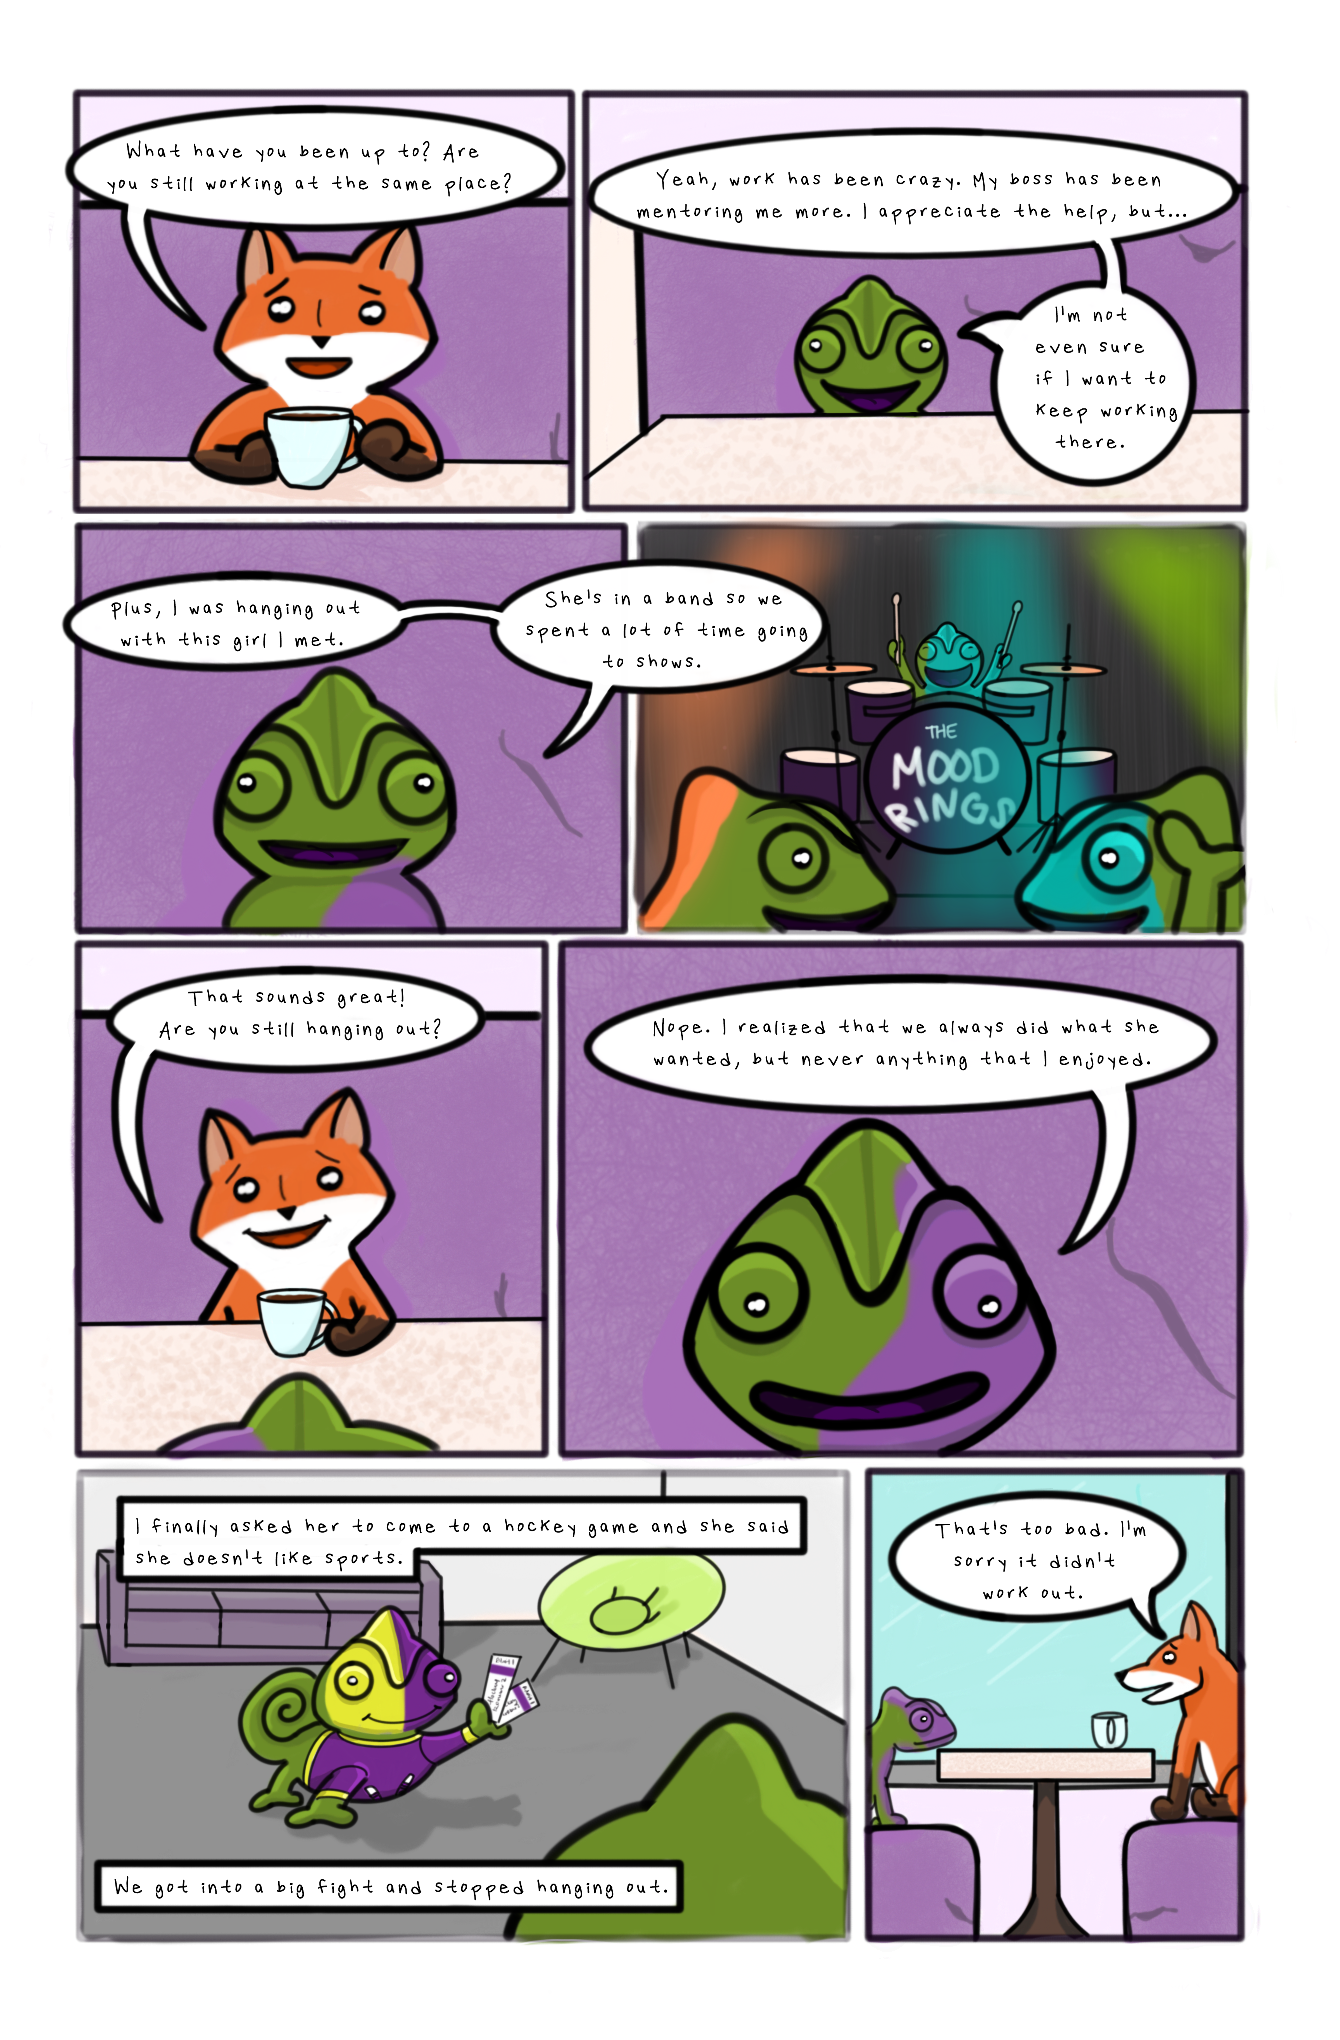 What have you been up to? Are
you still working at the same place?
Yeah, work has been crazy. My boss has been
mentoring me more. I appreciate the help, but...
I'm not
even sure
if I want to
keep working
there.
Plus, I was hanging out
with this girl I met.
She's in a band so we
spent a lot of time going
to shows.
THE
MOOD
RINGS
That sounds great!
Are you still hanging out?
Nope. I realized that we always did what she
wanted, but never anything that I enjoyed.
I finally asked her to come to a hockey game and she said
she doesn't like sports.
We got into a big fight and stopped hanging out.
That's too bad. I'm
sorry it didn't
work out.